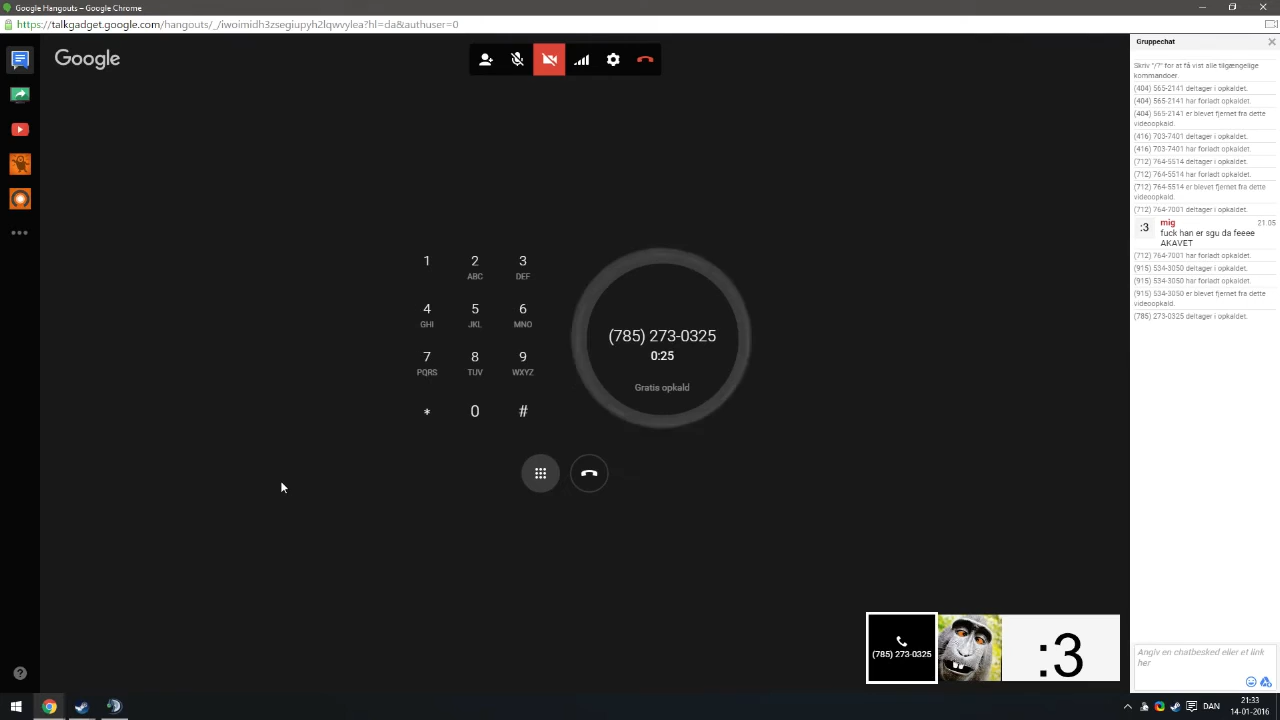 Google Hangouts - Google Chrome
https://talkgadget.google.com/hangouts/_/iwoimidh3zsegiupyh2lqwvylea?hl=da&authuser=0
Google
Gruppechat
Skriv "/?" for at få vist alle tilgængelige
kommandoer.
(404) 565-2141 deltager i opkaldet.
(404) 565-2141 har forladt opkaldet.
(404) 565-2141 er blevet fjernet fra dette
videoopkald.
(416) 703-7401 deltager i opkaldet.
(416) 703-7401 har forladt opkaldet.
(712) 764-5514 deltager i opkaldet.
(712) 764-5514 har forladt opkaldet.
(712) 764-5514 er blevet fjernet fra dette
videoopkald.
(712) 764-7001 deltager i opkaldet.
:3
mig 21.05
fuck han er sgu da feeee
AKAVET
(712) 764-7001 har forladt opkaldet.
(915) 534-3050 deltager i opkaldet.
(915) 534-3050 har forladt opkaldet.
(915) 534-3050 er blevet fjernet fra dette
videoopkald.
(785) 273-0325 deltager i opkaldet.
1 2 3
ABC DEF
4 5 6
GHI JKL MNO
7 8 9
PQRS TUV WXYZ
* 0 #
(785) 273-0325
0:25
Gratis opkald
(785) 273-0325
:3
Angiv en chatbesked eller et link
her
DAN
21:33
14-01-2016